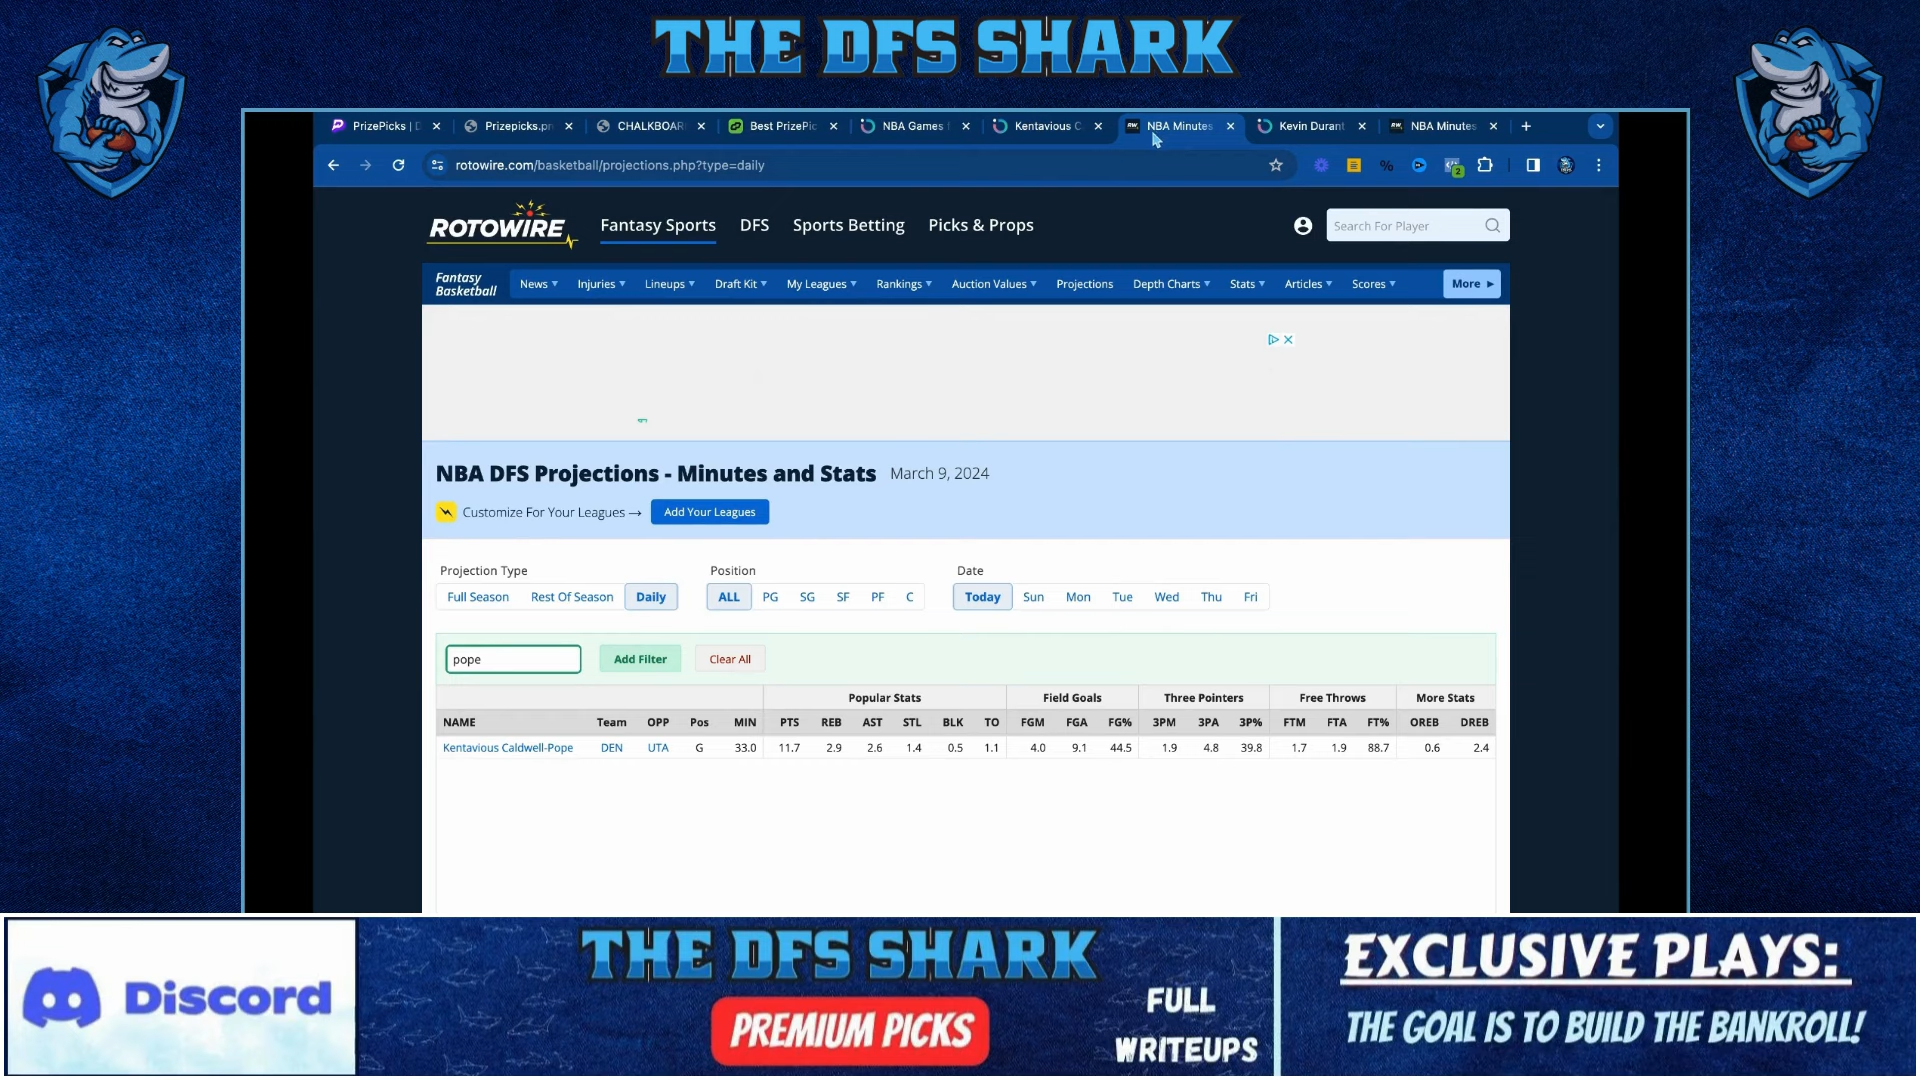 THE DFS SHARK
PrizePicks | D
Prizepicks.pn
CHALKBOAR
Best PrizePic
NBA Games
Kentavious C
NBA Minutes
Kevin Durant
NBA Minutes
rotowire.com/basketball/projections.php?type=daily
2
ROTOWIRE
Fantasy Sports DFS Sports Betting Picks & Props
Search For Player
Fantasy
Basketball
News Injuries Lineups Draft Kit My Leagues Rankings Auction Values Projections Depth Charts Stats Articles Scores More
NBA DFS Projections - Minutes and Stats March 9, 2024
Customize For Your Leagues → Add Your Leagues
Projection Type Position Date
Full Season Rest Of Season Daily ALL PG SG SF PF C Today Sun Mon Tue Wed Thu Fri
pope Add Filter Clear All
Popular Stats Field Goals Three Pointers Free Throws More Stats
NAME Team OPP Pos MIN PTS REB AST STL BLK TO FGM FGA FG% 3PM 3PA 3P% FTM FTA FT% OREB DREB
Kentavious Caldwell-Pope DEN UTA G 33.0 11.7 2.9 2.6 1.4 0.5 1.1 4.0 9.1 44.5 1.9 4.8 39.8 1.7 1.9 88.7 0.6 2.4
Discord
THE DFS SHARK
PREMIUM PICKS
FULL
WRITEUPS
EXCLUSIVE PLAYS:
THE GOAL IS TO BUILD THE BANKROLL!